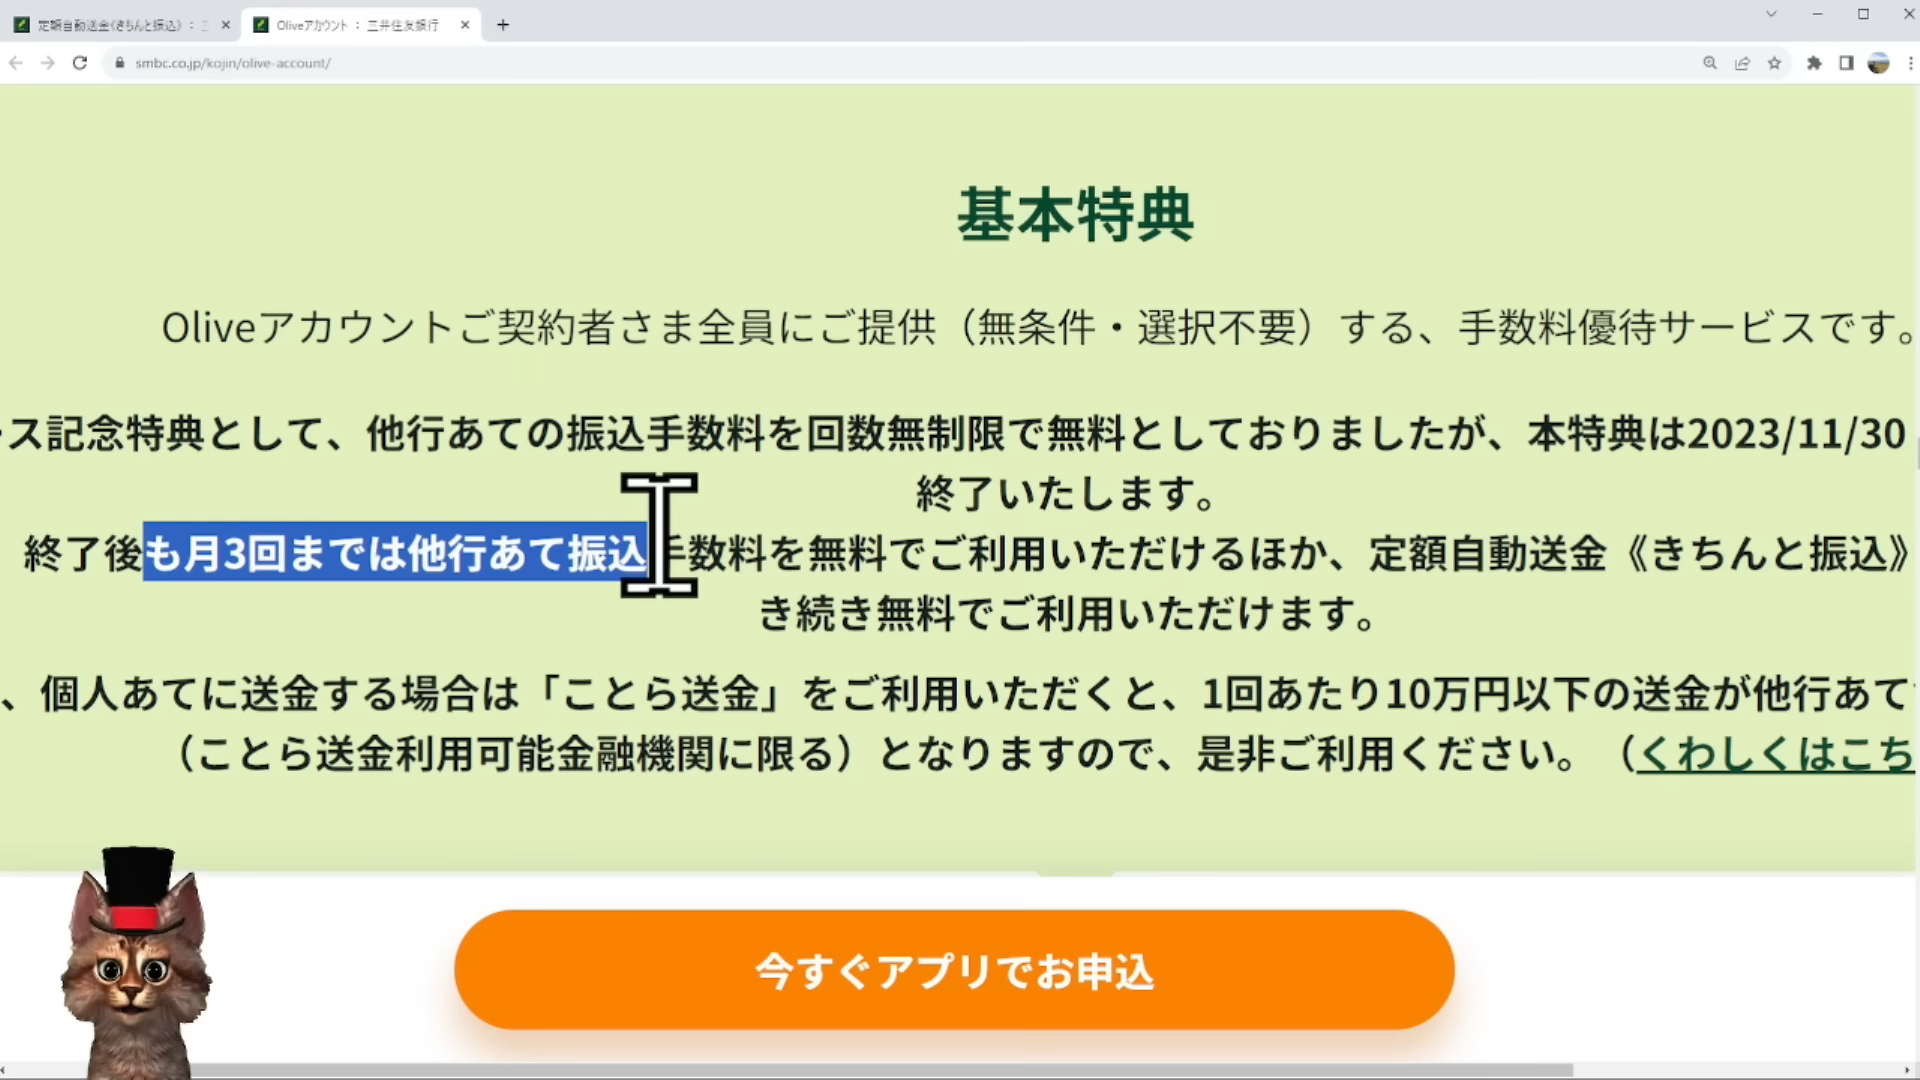 定額自動送金《きちんと振込》 : 三
Oliveアカウント : 三井住友銀行
smbc.co.jp/kojin/olive-account/
基本特典
Oliveアカウントご契約者さま全員にご提供（無条件・選択不要）する、手数料優待サービスです。
ース記念特典として、他行あての振込手数料を回数無制限で無料としておりましたが、本特典は2023/11/30
終了いたします。
終了後も月3回までは他行あて振込手数料を無料でご利用いただけるほか、定額自動送金《きちんと振込》
き続き無料でご利用いただけます。
、個人あてに送金する場合は「ことら送金」をご利用いただくと、1回あたり10万円以下の送金が他行あて
（ことら送金利用可能金融機関に限る）となりますので、是非ご利用ください。（くわしくはこち
今すぐアプリでお申込